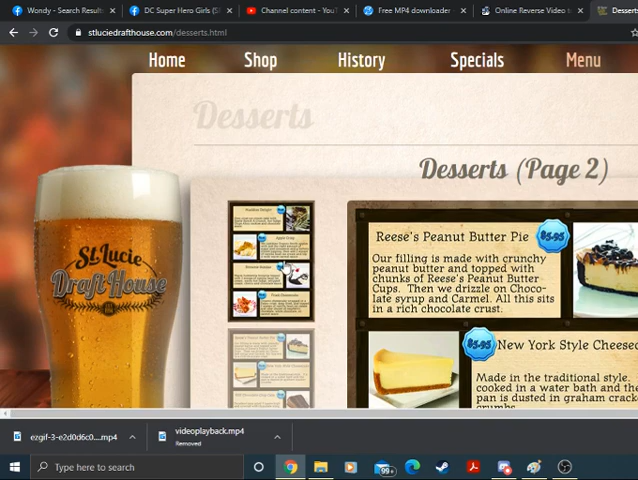 Wondy - Search Results
DC Super Hero Girls (S
Channel content - YouT
Free MP4 downloader
Online Reverse Video t
Desserts
stluciedrafthouse.com/desserts.html
Home
Shop
History
Specials
Menu
Desserts
Desserts (Page 2)
St. Lucie
Draft House
Reese's Peanut Butter Pie
$5.95
Our filling is made with crunchy
peanut butter and topped with
chunks of Reese's Peanut Butter
Cups. Then we drizzle on Choco-
late syrup and Carmel. All this sits
in a rich chocolate crust.
$5.95
New York Style Cheesec
Made in the traditional style.
cooked in a water bath and the
pan is dusted in graham crack
crumbs
ezgif-3-e2d0d6c0....mp4
videoplayback.mp4
Removed
Type here to search
99+